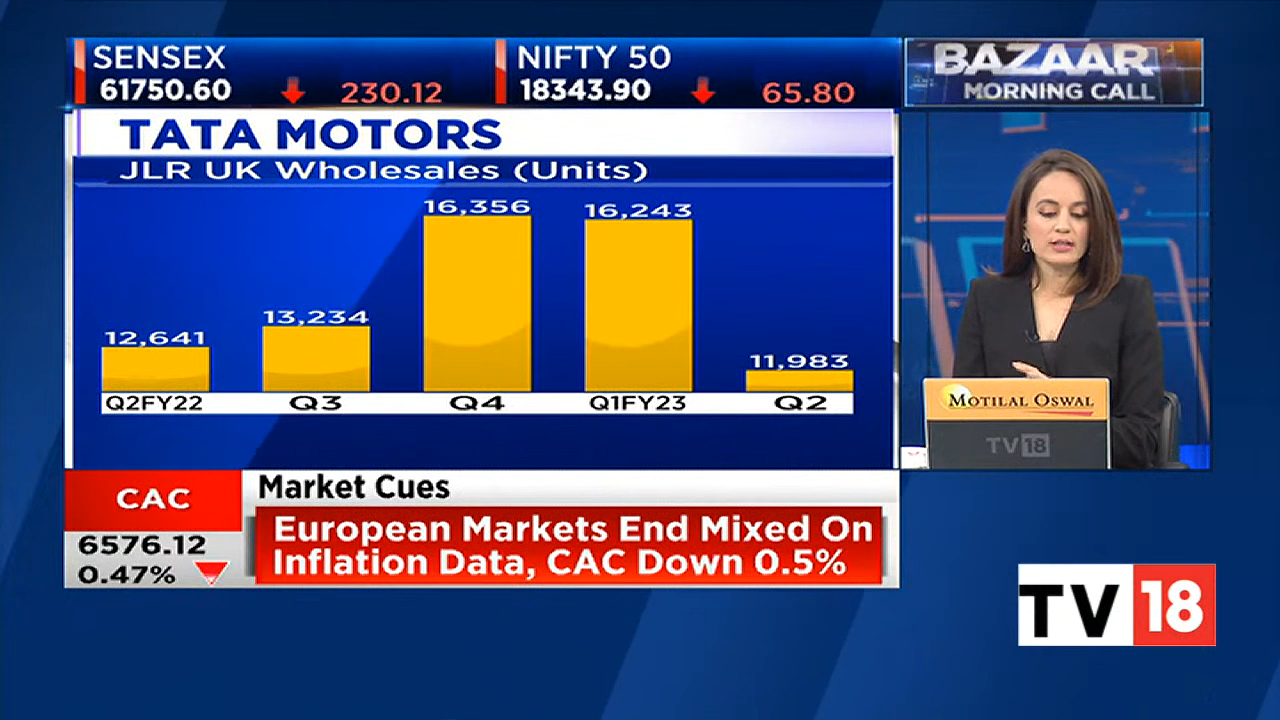 SENSEX
61750.60 230.12
NIFTY 50
18343.90 65.80
BAZAAR
MORNING CALL
TATA MOTORS
JLR UK Wholesales (Units)
12,641 13,234 16,356 16,243 11,983
Q2FY22 Q3 Q4 Q1FY23 Q2
MOTILAL OSWAL
TV18
CAC
6576.12
0.47%
Market Cues
European Markets End Mixed On
Inflation Data, CAC Down 0.5%
TV18